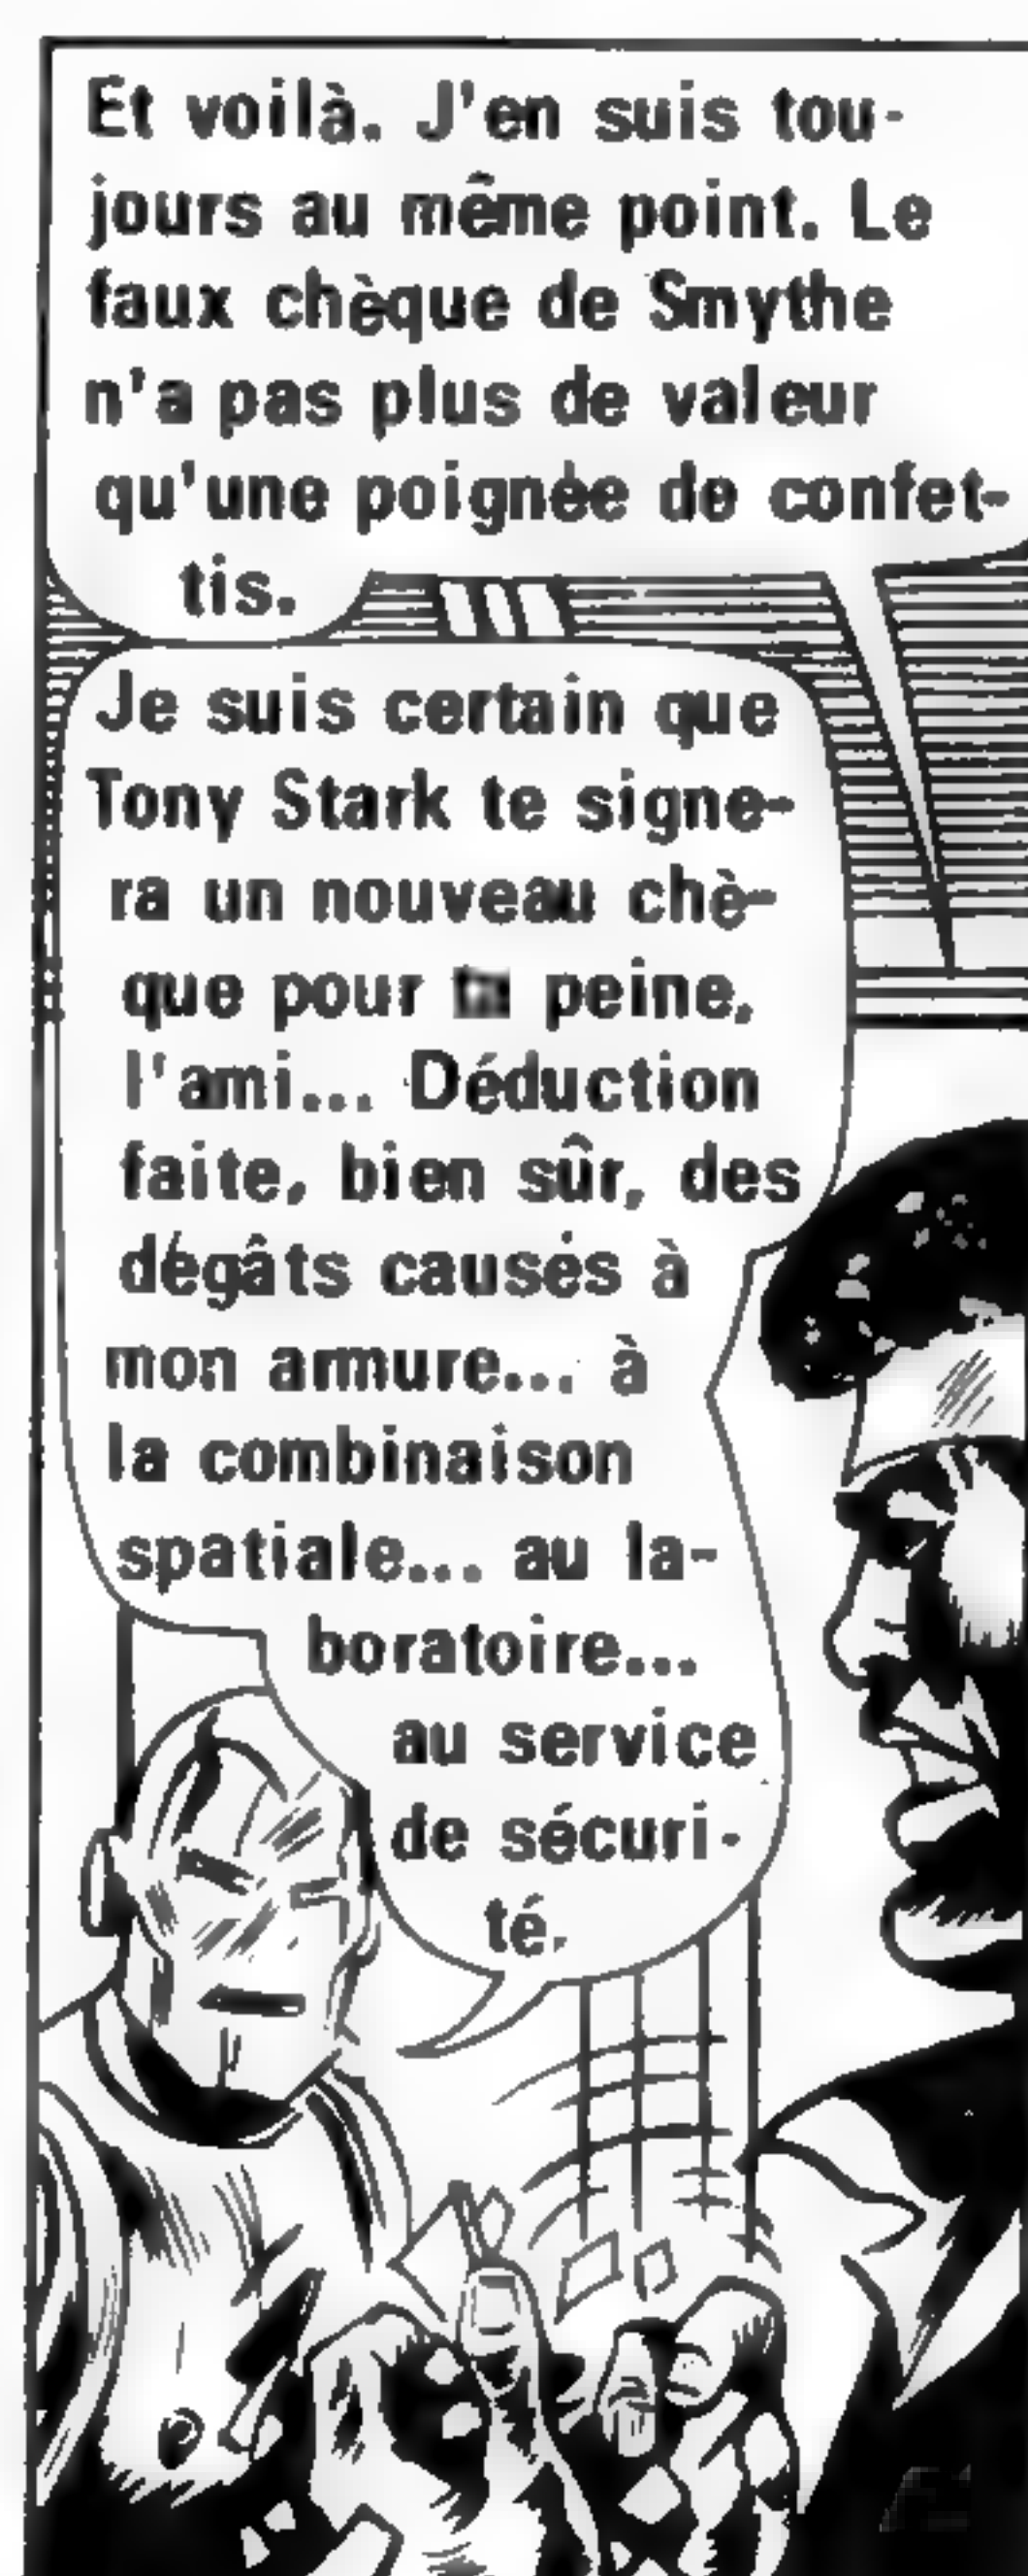 Et voilà. J'en suis tou-
jours au même point. Le
faux chèque de Smythe
n'a pas plus de valeur
qu'une poignée de confet-
tis.
Je suis certain que
Tony Stark te signe-
ra un nouveau chè-
que pour ta peine,
l'ami... Déduction
faite, bien sûr, des
dégâts causés à
mon armure... à
la combinaison
spatiale... au la-
boratoire...
au service
de sécuri-
té.